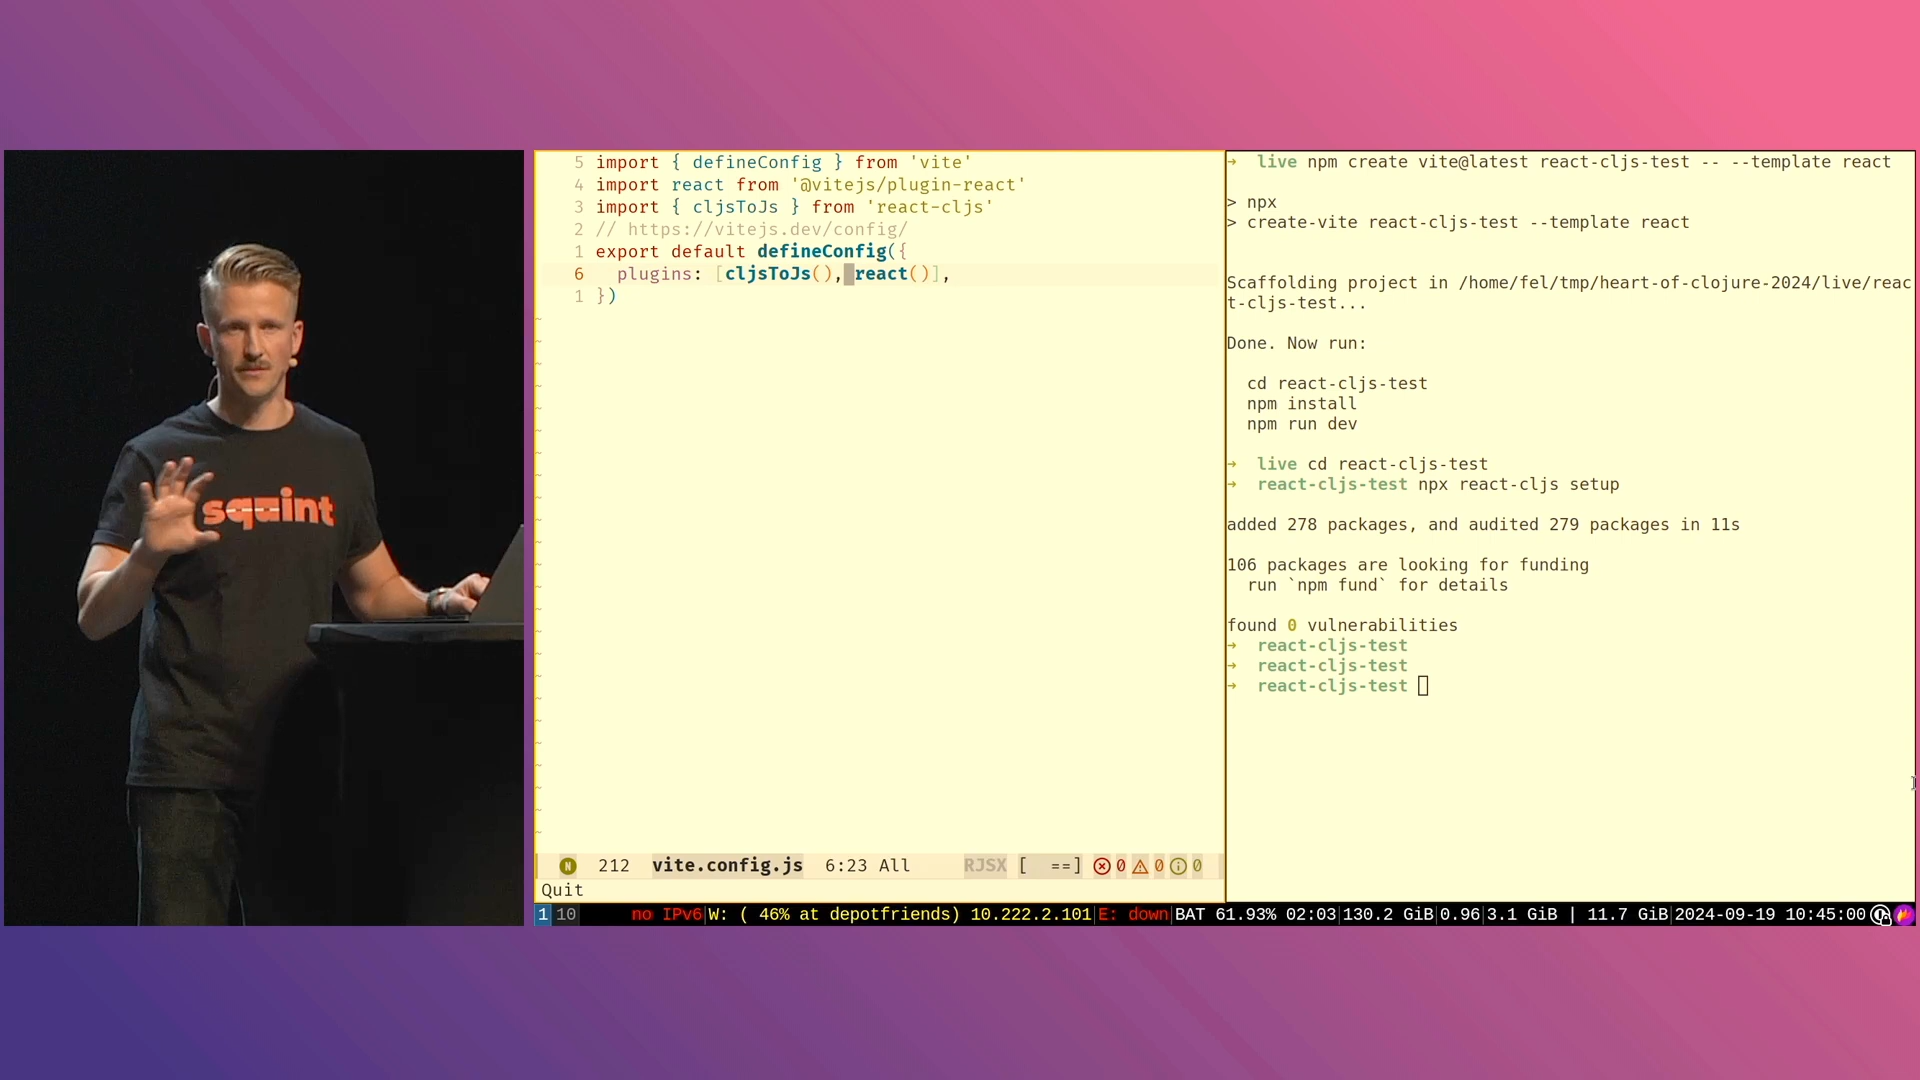 squint
5 import { defineConfig } from 'vite'
4 import react from '@vitejs/plugin-react'
3 import { cljsToJs } from 'react-cljs'
2 // https://vitejs.dev/config/
1 export default defineConfig({
6 plugins: [cljsToJs(), react()],
1 })
N 212 vite.config.js 6:23 All RJSX [ ==] 0 0 0
Quit
→ live npm create vite@latest react-cljs-test -- --template react
> npx
> create-vite react-cljs-test --template react
Scaffolding project in /home/fel/tmp/heart-of-clojure-2024/live/reac
t-cljs-test...
Done. Now run:
cd react-cljs-test
npm install
npm run dev
→ live cd react-cljs-test
→ react-cljs-test npx react-cljs setup
added 278 packages, and audited 279 packages in 11s
106 packages are looking for funding
run `npm fund` for details
found 0 vulnerabilities
→ react-cljs-test
→ react-cljs-test
→ react-cljs-test
1 10 no IPv6|W: ( 46% at depotfriends) 10.222.2.101|E: down|BAT 61.93% 02:03|130.2 GiB|0.96|3.1 GiB | 11.7 GiB|2024-09-19 10:45:00